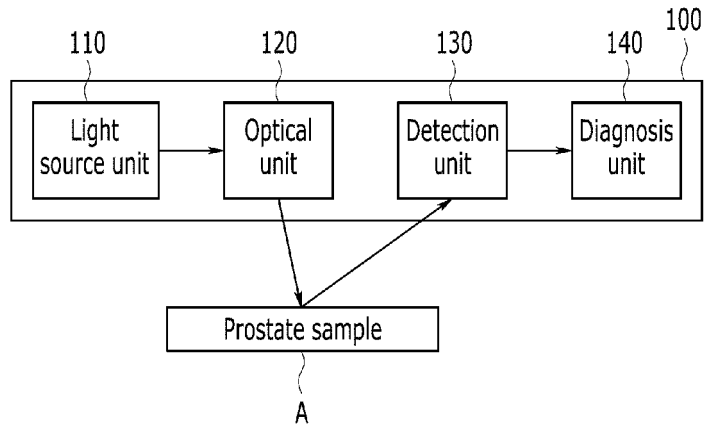 110 120 130 140 100
Light source unit
Optical unit
Detection unit
Diagnosis unit
Prostate sample
A